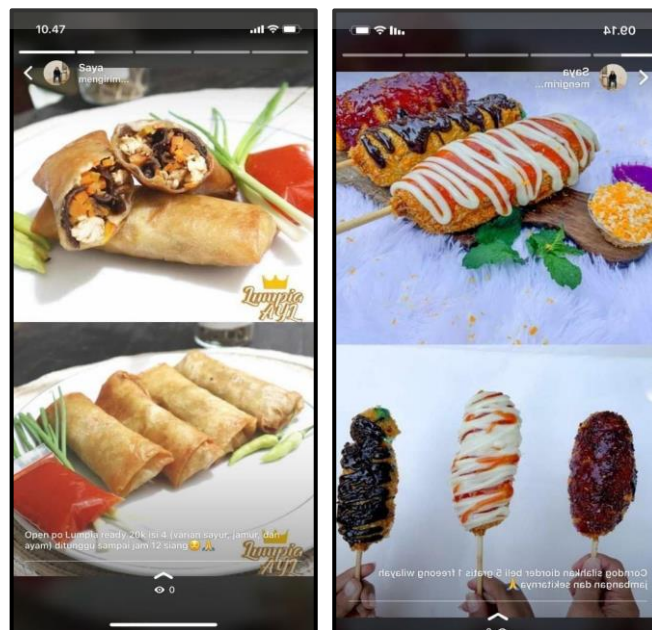 10.47
Saya
mengirim...
Lumpia
AYL
Open po Lumpia ready 20k isi 4 (varian sayur, jamur, dan
ayam) ditunggu sampai jam 12 siang🤩🙏
Lumpia
AYL
0
09.14
Saya
mengirim...
Corndog silahkan diorder beli 5 gratis 1 freeong wilayah
jambangan dan sekitarnya🙏